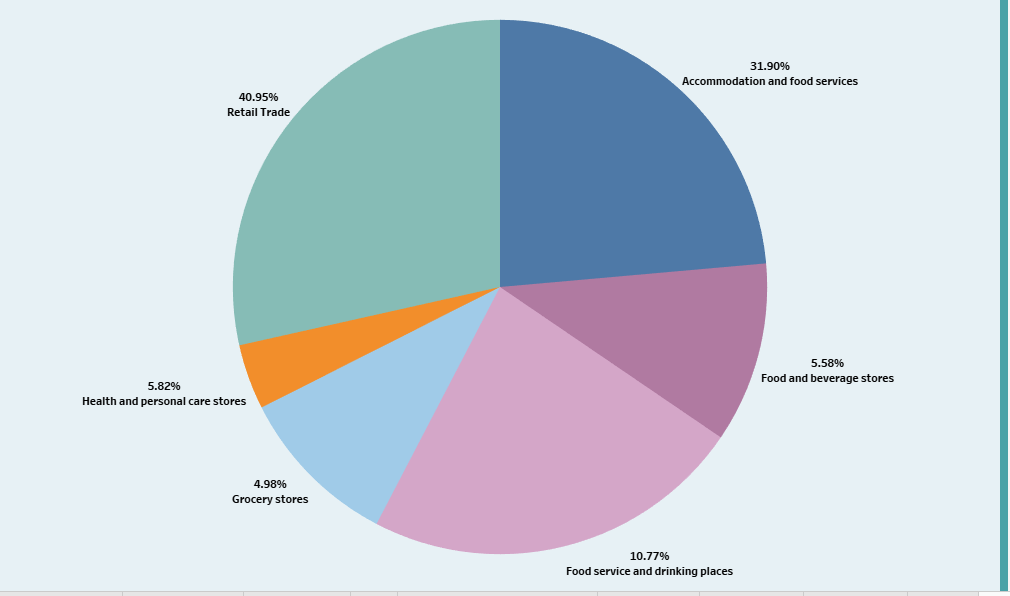 31.90%
Accommodation and food services
40.95%
Retail Trade
5.58%
Food and beverage stores
5.82%
Health and personal care stores
4.98%
Grocery stores
10.77%
Food service and drinking places